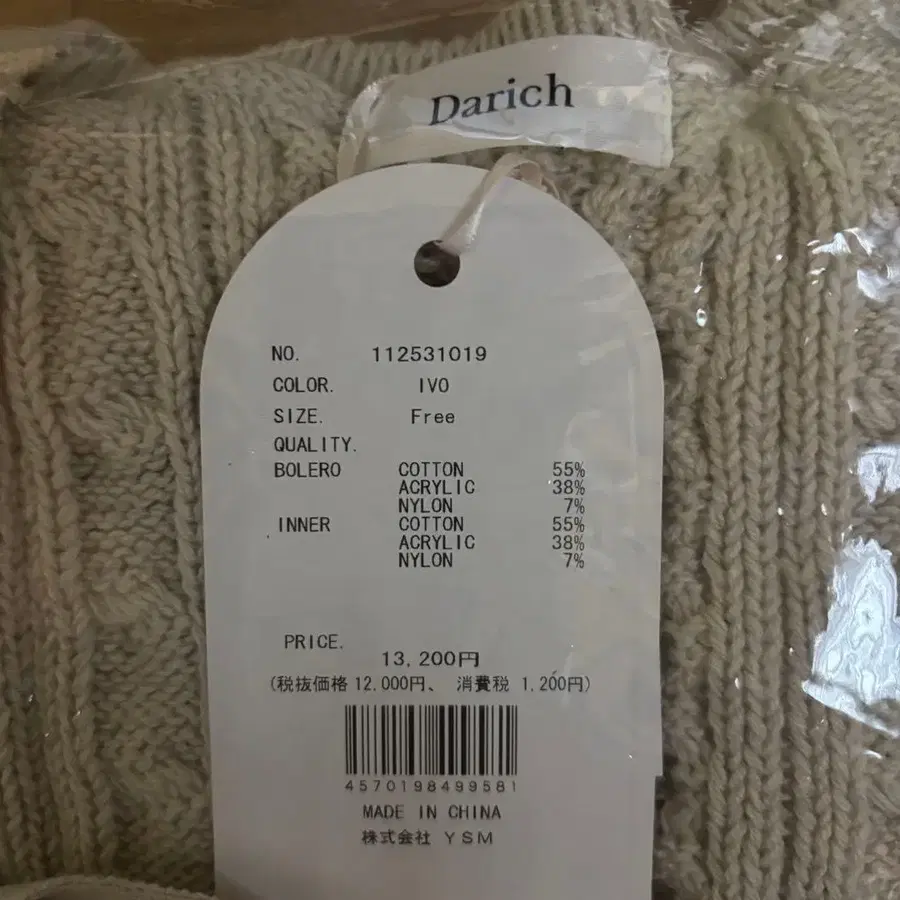 Darich
NO. 112531019
COLOR. IVO
SIZE. Free
QUALITY.
BOLERO COTTON 55%
ACRYLIC 38%
NYLON 7%
INNER COTTON 55%
ACRYLIC 38%
NYLON 7%
PRICE.
13,200円
(税抜価格 12,000円、 消費税 1,200円)
4570198499581
MADE IN CHINA
株式会社 YSM